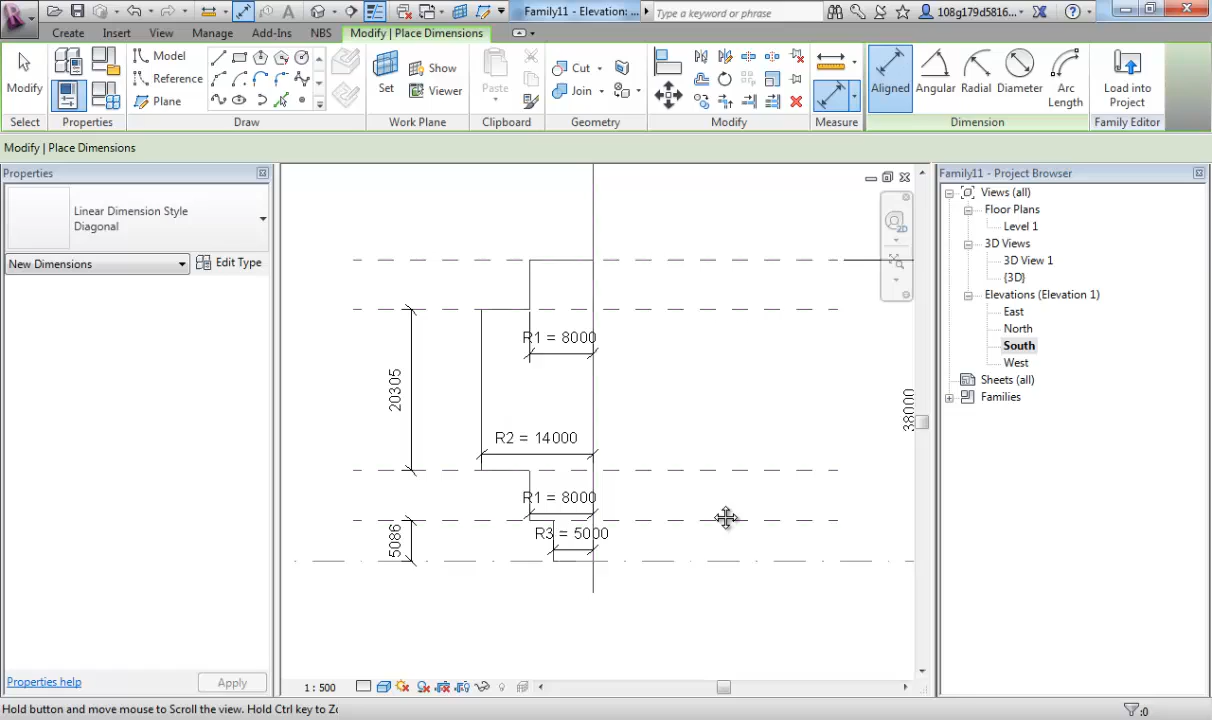 Family11 - Elevation: ...
Type a keyword or phrase
108g179d5816...
Create Insert View Manage Add-Ins NBS Modify | Place Dimensions
Modify
Select
Properties
Model
Reference
Plane
Draw
Set
Show
Viewer
Work Plane
Paste
Clipboard
Cut
Join
Geometry
Modify
Measure
Aligned
Angular
Radial
Diameter
Arc
Length
Dimension
Load into
Project
Family Editor
Modify | Place Dimensions
Properties
Linear Dimension Style
Diagonal
New Dimensions
Edit Type
Properties help
Apply
2D
R1 = 8000
20305
R2 = 14000
38000
R1 = 8000
R3 = 5000
5086
1 : 500
Family11 - Project Browser
Views (all)
Floor Plans
Level 1
3D Views
3D View 1
{3D}
Elevations (Elevation 1)
East
North
South
West
Sheets (all)
Families
Hold button and move mouse to Scroll the view. Hold Ctrl key to Zo
:0